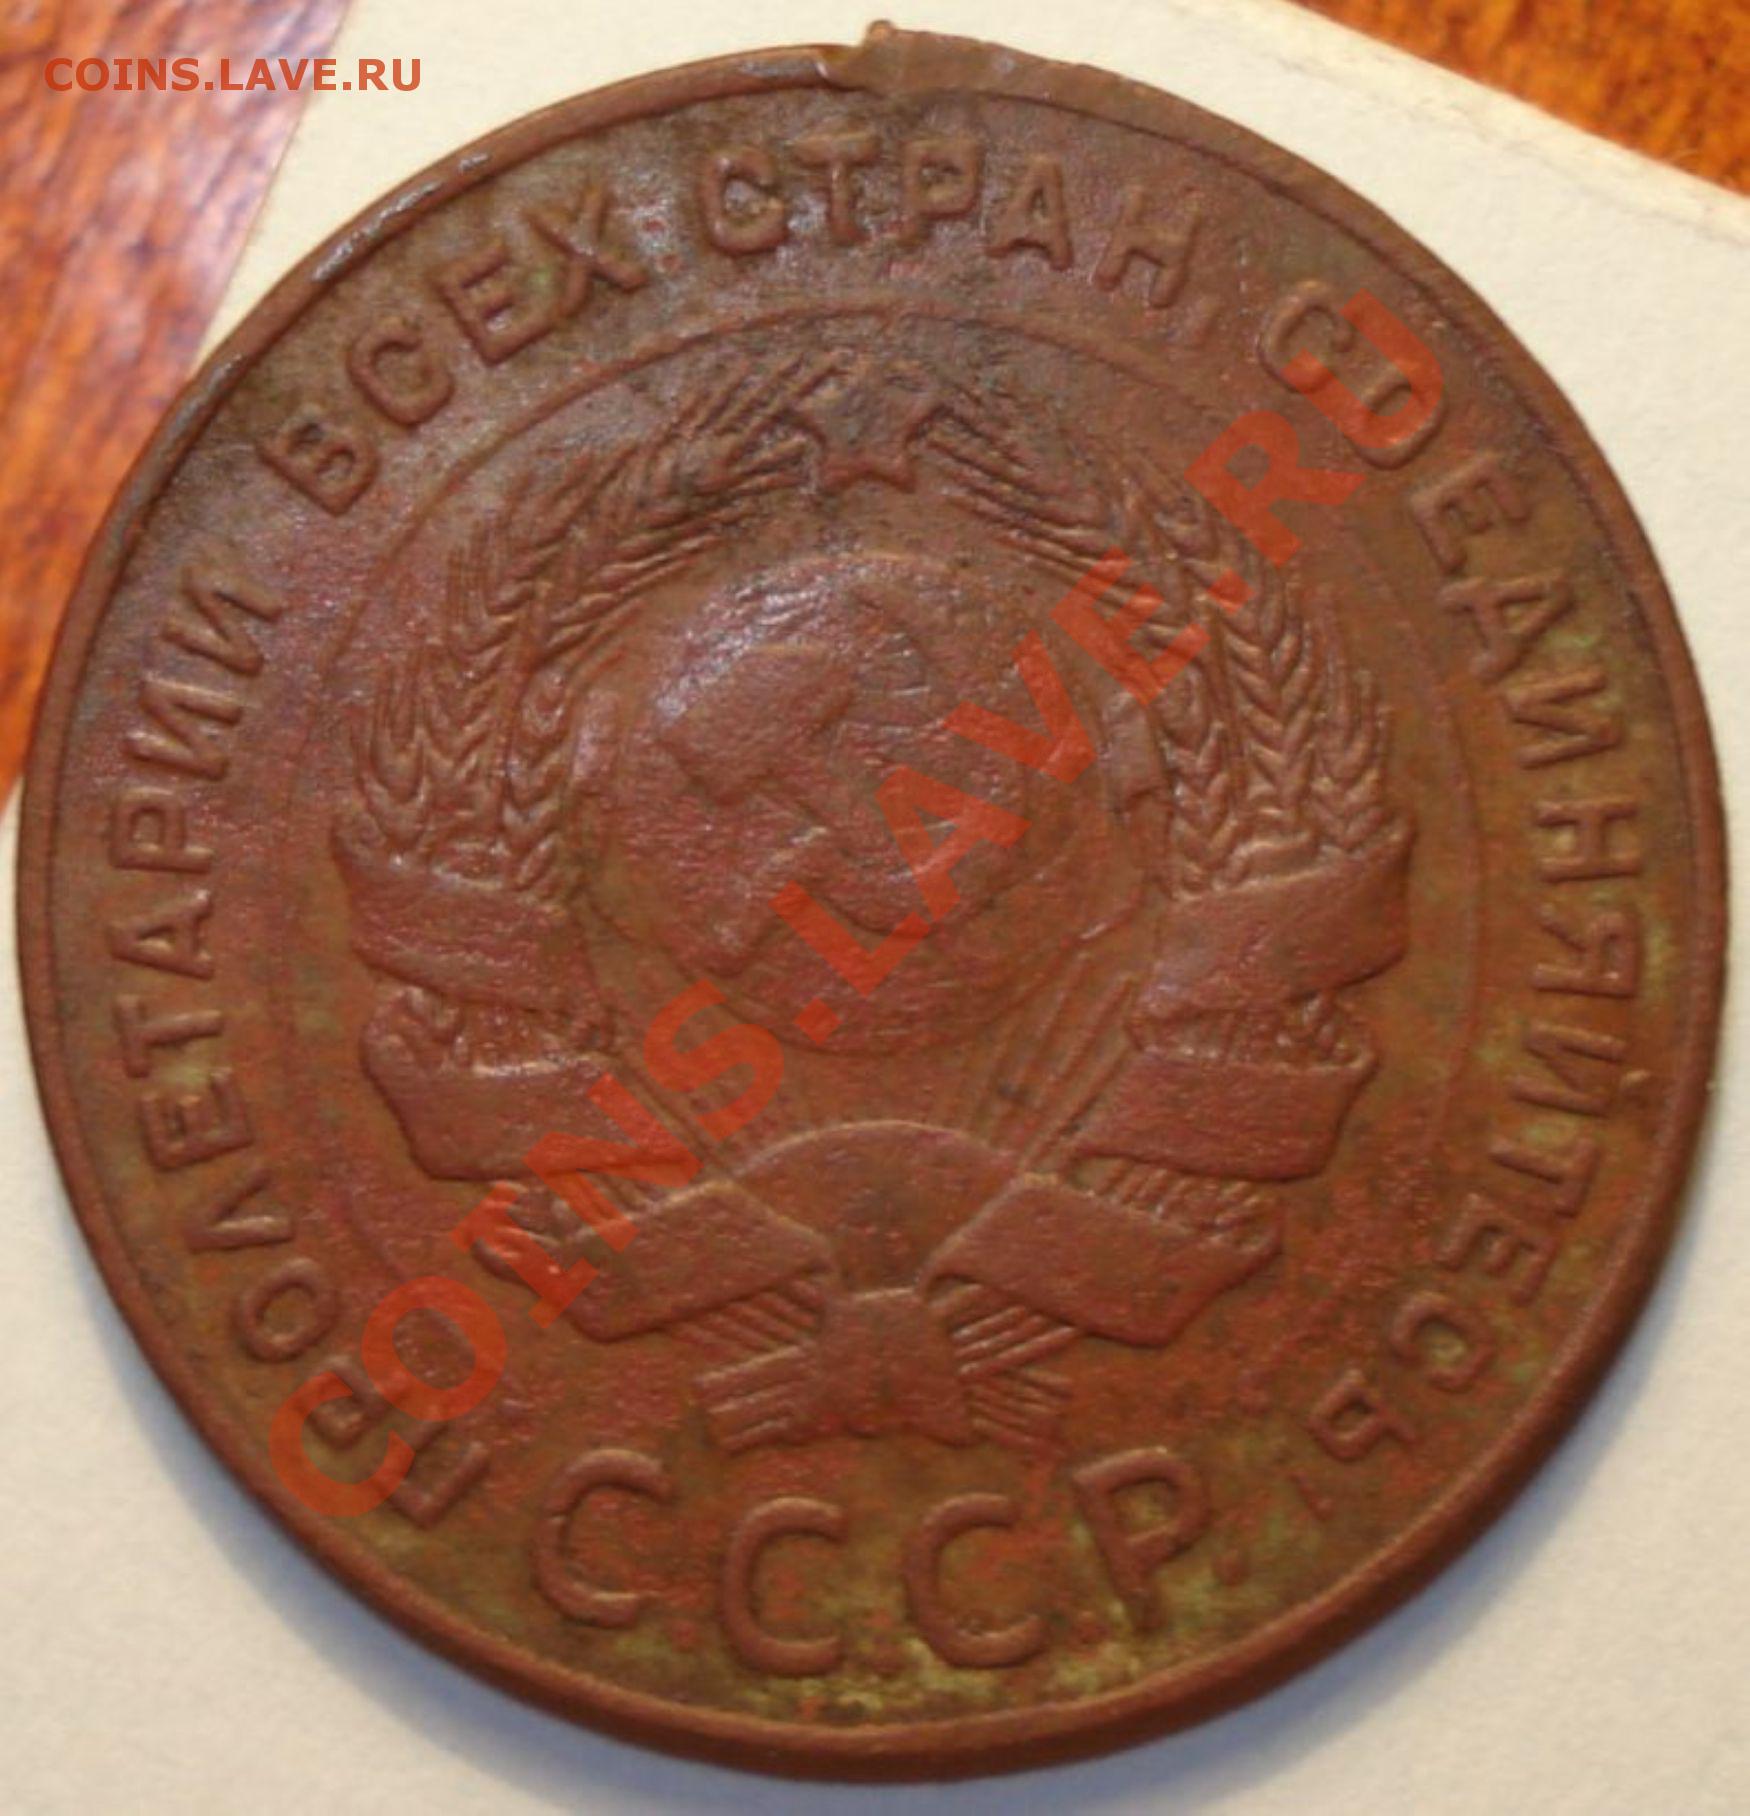 COINS.LAVE.RU
ПРОЛЕТАРИИ ВСЕХ СТРАН, СОЕДИНЯЙТЕСЬ!
С.С.С.Р.
COINS.LAVE.RU